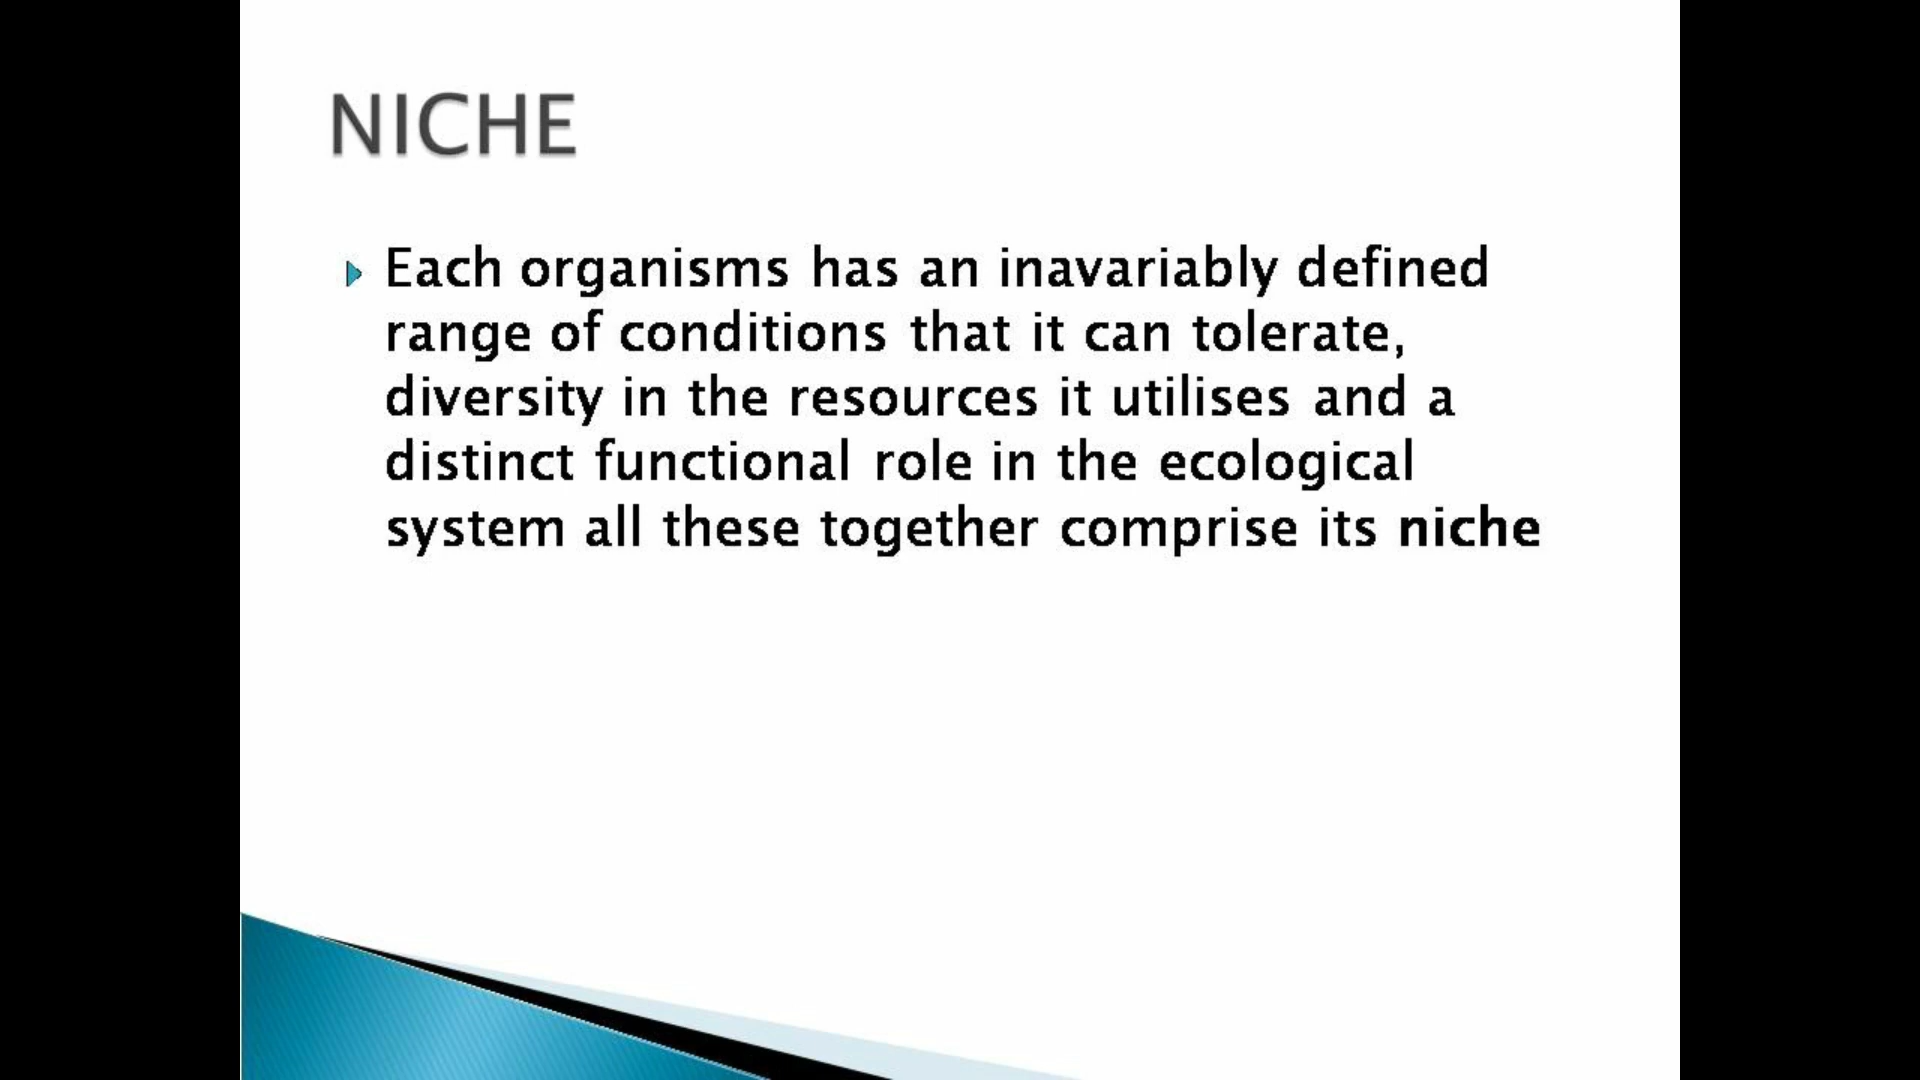 NICHE
Each organisms has an inavariably defined
range of conditions that it can tolerate,
diversity in the resources it utilises and a
distinct functional role in the ecological
system all these together comprise its niche